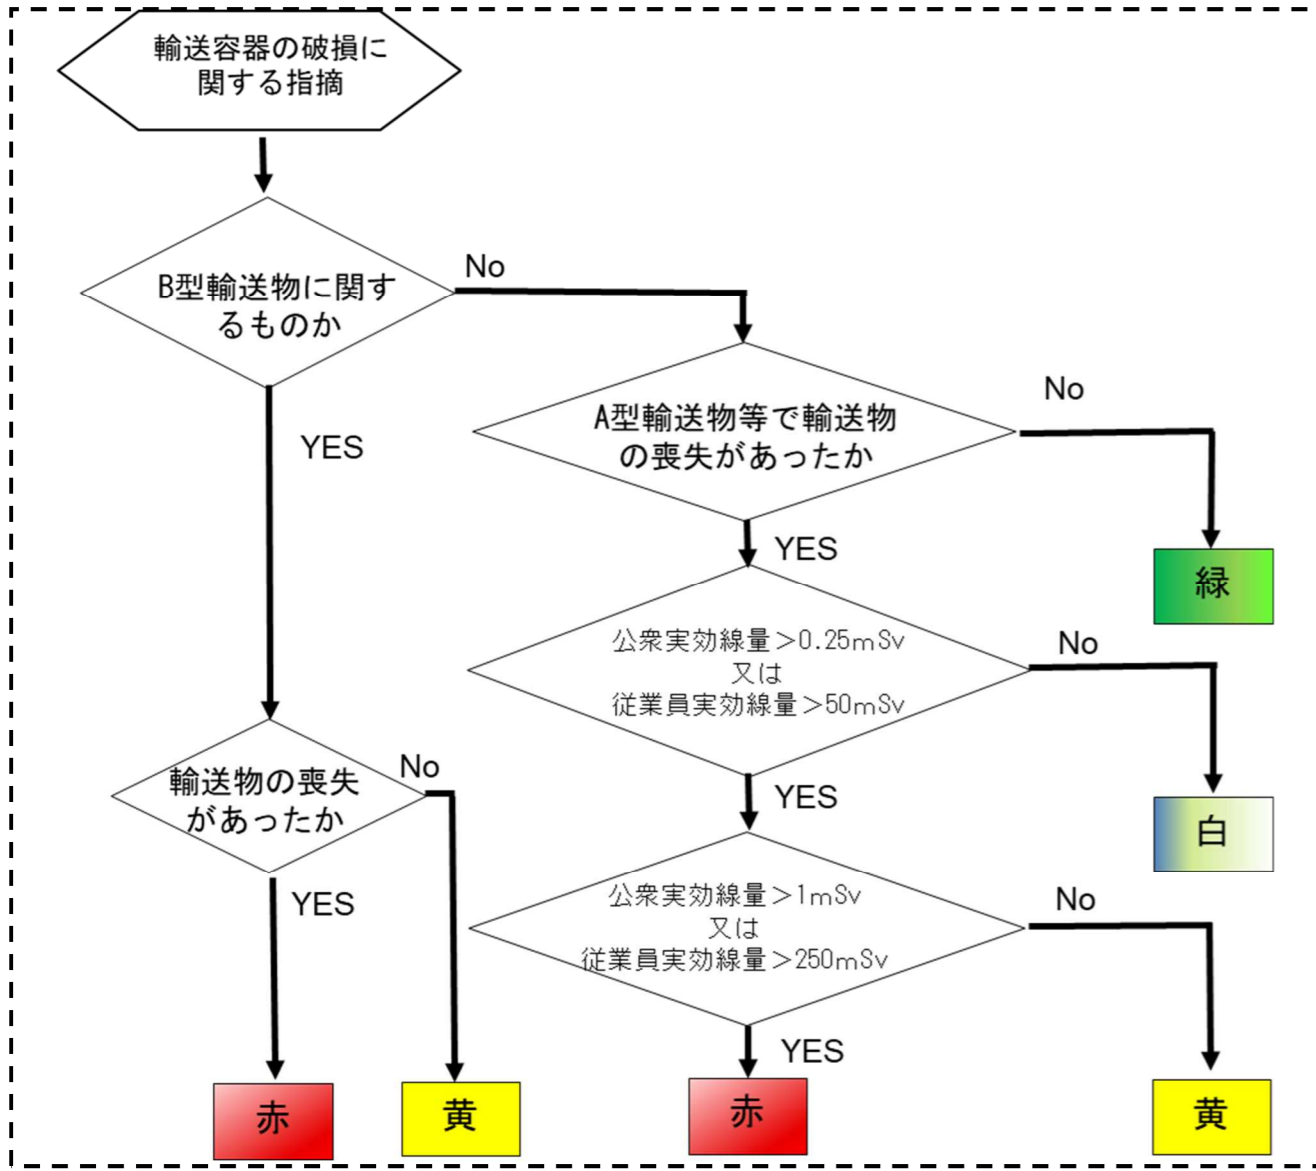 輸送容器の破損に
関する指摘
B型輸送物に関す
るものか
No
YES
A型輸送物等で輸送物
の喪失があったか
No
YES
緑
公衆実効線量＞0.25mSv
又は
従業員実効線量＞50mSv
No
YES
白
輸送物の喪失
があったか
No
YES
公衆実効線量＞1mSv
又は
従業員実効線量＞250mSv
No
YES
赤
黄
赤
黄